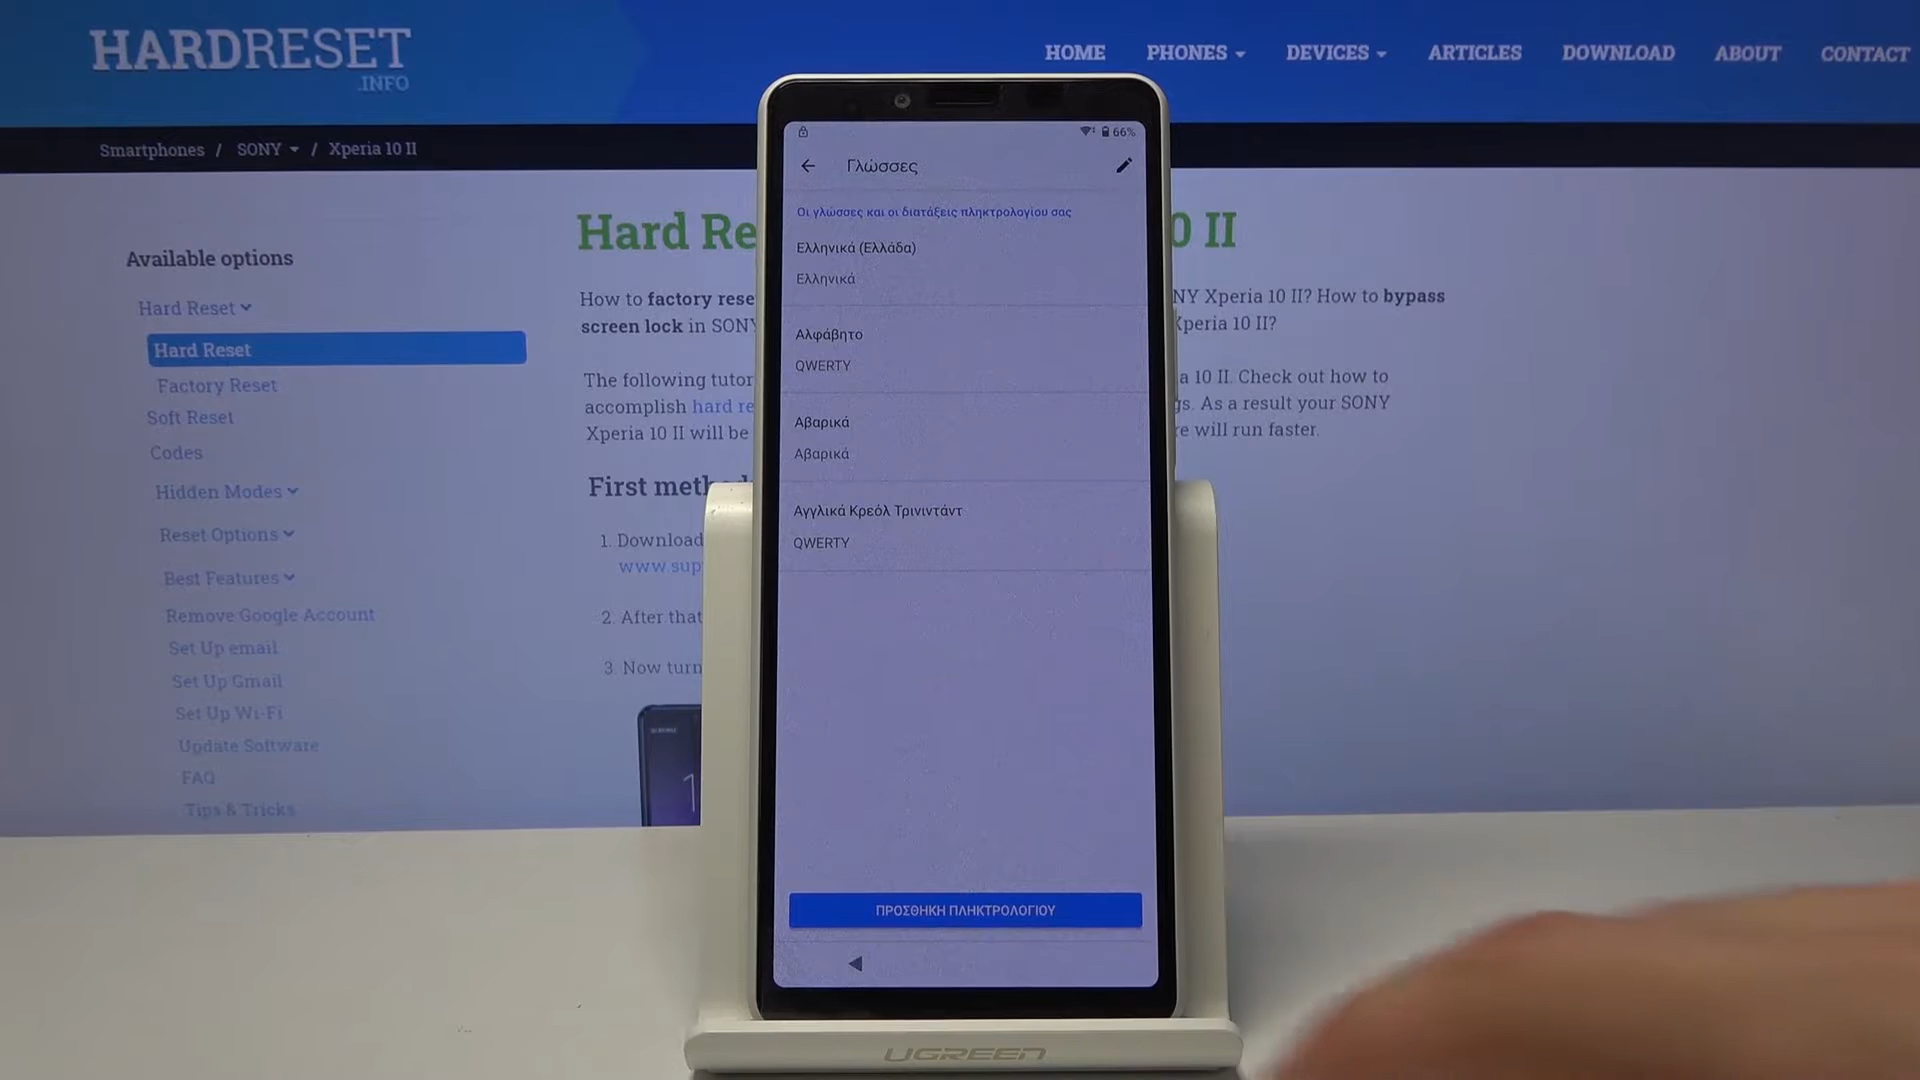 HARDRESET
.INFO
HOME PHONES DEVICES ARTICLES DOWNLOAD ABOUT CONTACT
Smartphones / SONY / Xperia 10 II
Available options
Hard Reset
Hard Reset
Factory Reset
Soft Reset
Codes
Hidden Modes
Reset Options
Best Features
Remove Google Account
Set Up email
Set Up Gmail
Set Up Wi-Fi
Update Software
FAQ
Tips & Tricks
Hard Re
0 II
How to factory rese
NY Xperia 10 II? How to bypass
screen lock in SONY
Xperia 10 II?
The following tutor
a 10 II. Check out how to
accomplish hard re
gs. As a result your SONY
Xperia 10 II will be
re will run faster.
First metho
1. Download
www.sup
2. After that
3. Now turn
66%
Γλώσσες
Οι γλώσσες και οι διατάξεις πληκτρολογίου σας
Ελληνικά (Ελλάδα)
Ελληνικά
Αλφάβητο
QWERTY
Αβαρικά
Αβαρικά
Αγγλικά Κρεόλ Τρινιντάντ
QWERTY
ΠΡΟΣΘΗΚΗ ΠΛΗΚΤΡΟΛΟΓΙΟΥ
UGREEN